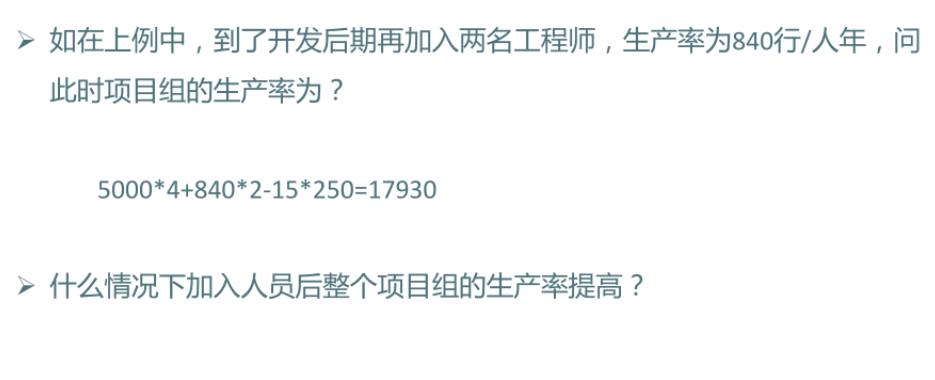 ➢ 如在上例中，到了开发后期再加入两名工程师，生产率为840行/人年，问
此时项目组的生产率为？
5000*4+840*2-15*250=17930
➢ 什么情况下加入人员后整个项目组的生产率提高？